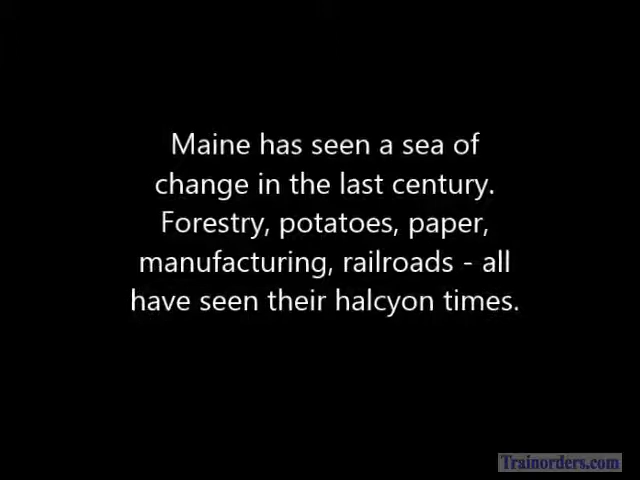 Maine has seen a sea of
change in the last century.
Forestry, potatoes, paper,
manufacturing, railroads - all
have seen their halcyon times.
Trainorders.com